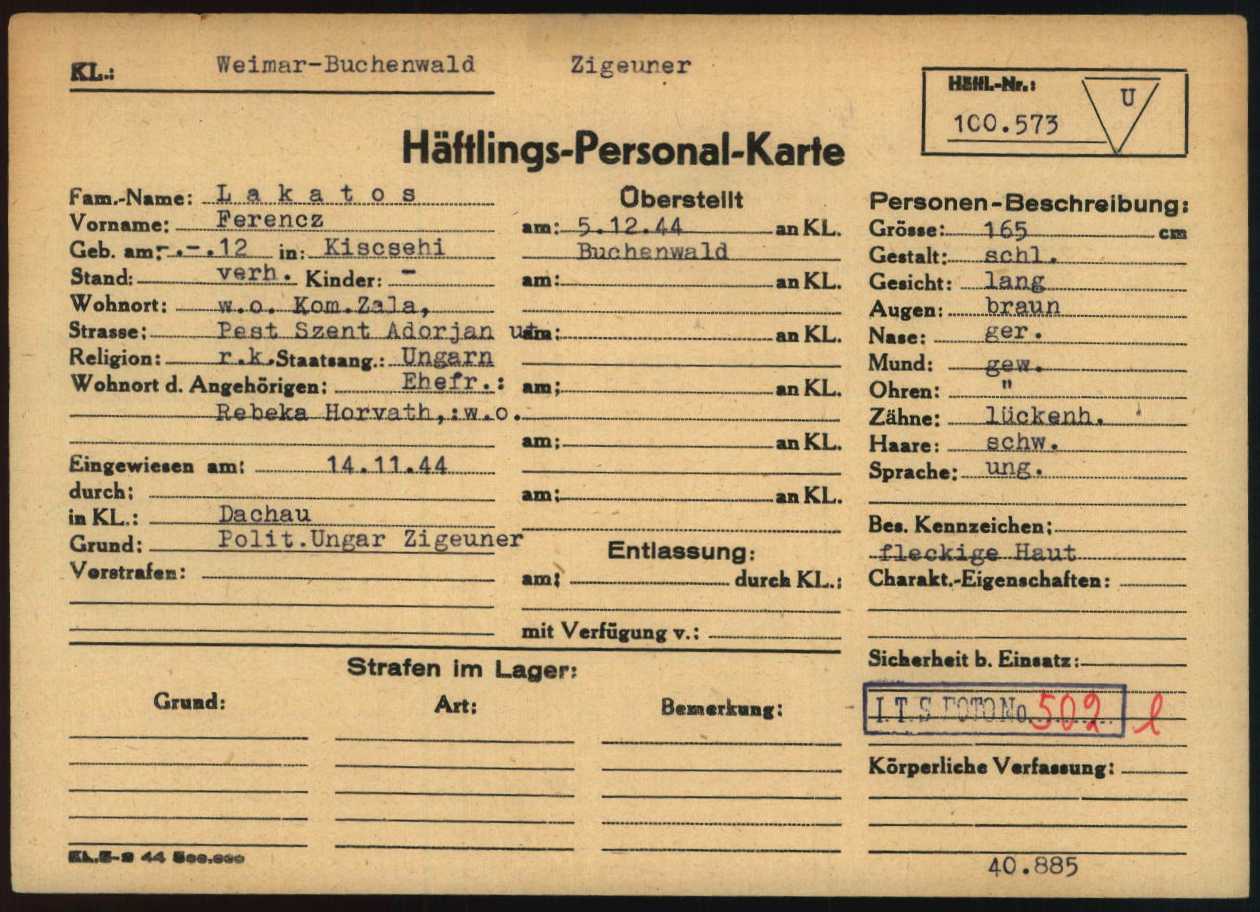 KL.: Weimar-Buchenwald Zigeuner
Häftl.-Nr.: U
100.573
Häftlings-Personal-Karte
Fam.-Name: L a k a t o s
Vorname: Ferencz
Geb. am: -.-.12 in: Kiscsehi
Stand: verh. Kinder: -
Wohnort: w.o. Kom.Zala,
Strasse: Pest Szent Adorjan ut
Religion: r.k. Staatsang.: Ungarn
Wohnort d. Angehörigen: Ehefr.:
Rebeka Horvath,:w.o.
Eingewiesen am: 14.11.44
durch:
in KL.: Dachau
Grund: Polit.Ungar Zigeuner
Vorstrafen:
Überstellt
am: 5.12.44 an KL.
Buchenwald
am: an KL.
am: an KL.
am: an KL.
am: an KL.
am: an KL.
Entlassung:
am: durch KL.:
mit Verfügung v.:
Personen-Beschreibung:
Grösse: 165 cm
Gestalt: schl.
Gesicht: lang
Augen: braun
Nase: ger.
Mund: gew.
Ohren: "
Zähne: lückenh.
Haare: schw.
Sprache: ung.
Bes. Kennzeichen:
fleckige Haut
Charakt.-Eigenschaften:
Sicherheit b. Einsatz:
I.T.S. FOTO No. 502 l
Körperliche Verfassung:
Strafen im Lager:
Grund: Art: Bemerkung:
40.885